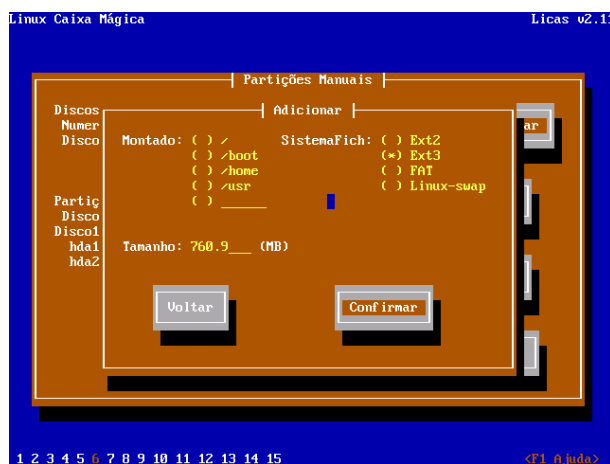 Linux Caixa Mágica Licas v2.11
Partições Manuais
Adicionar
Discos
Numer
Disco
Montado: ( ) / SistemaFich: ( ) Ext2
( ) /boot (*) Ext3
( ) /home ( ) FAT
( ) /usr ( ) Linux-swap
( ) ______
Partiç
Disco
Disco1
hda1
hda2
Tamanho: 760.9___ (MB)
ar
Voltar Confirmar
1 2 3 4 5 6 7 8 9 10 11 12 13 14 15 <F1 Ajuda>